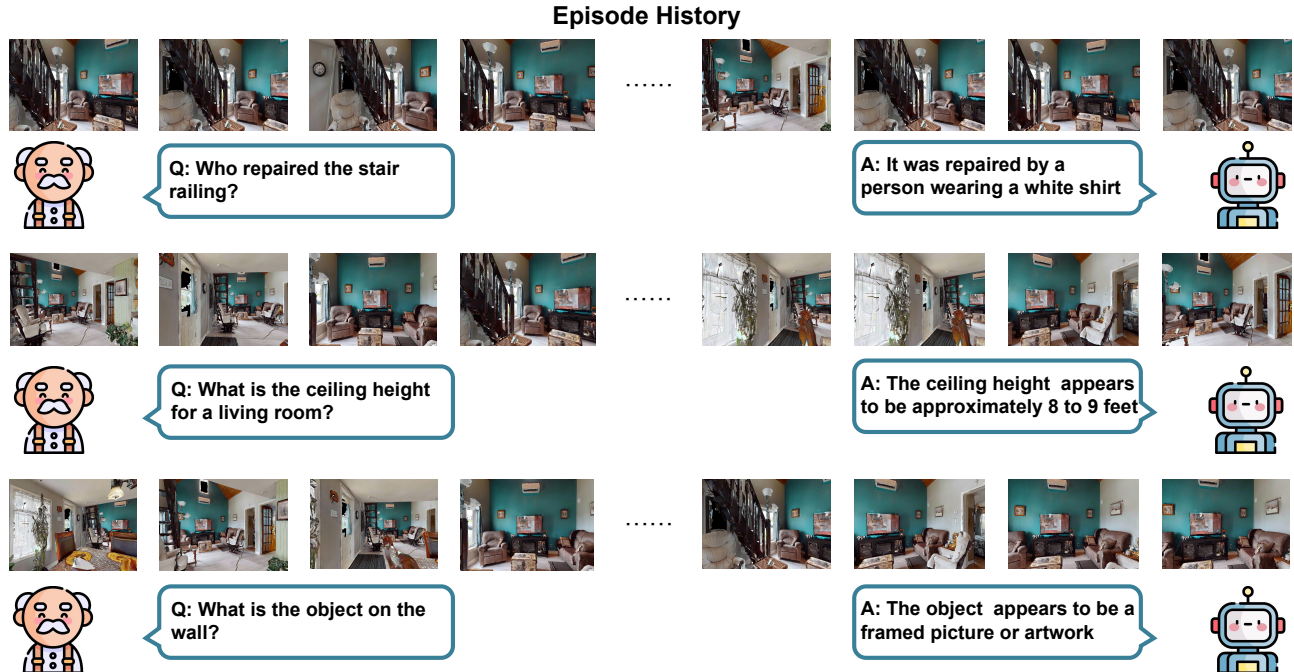 Episode History
......
Q: Who repaired the stair
railing?
A: It was repaired by a
person wearing a white shirt
......
Q: What is the ceiling height
for a living room?
A: The ceiling height appears
to be approximately 8 to 9 feet
......
Q: What is the object on the
wall?
A: The object appears to be a
framed picture or artwork